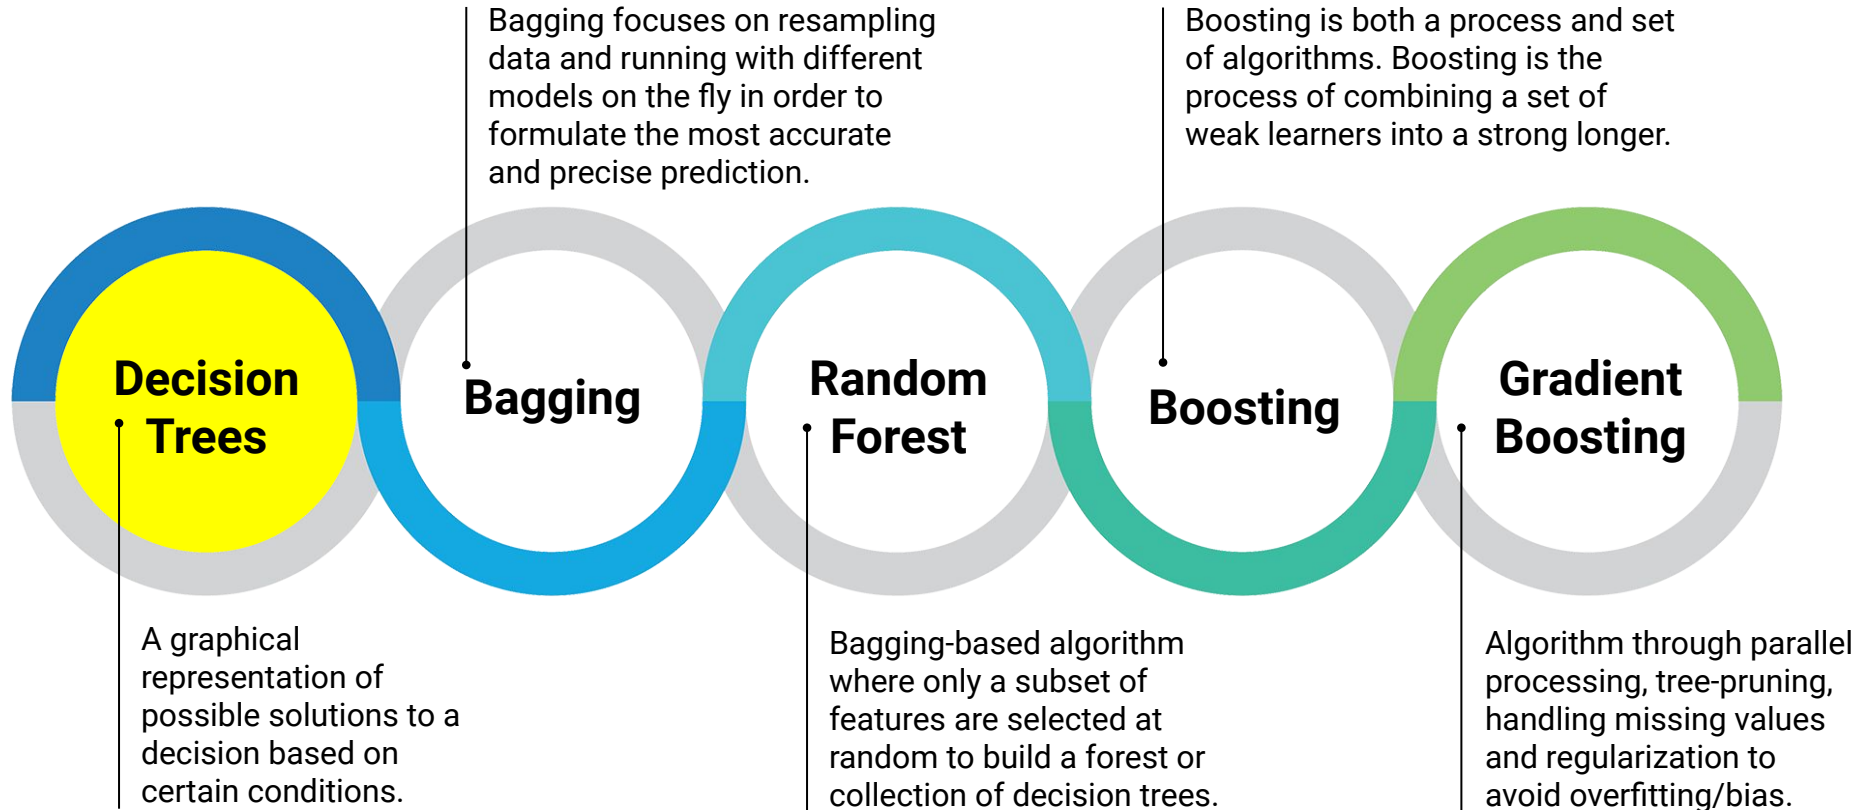 Bagging focuses on resampling
data and running with different
models on the fly in order to
formulate the most accurate
and precise prediction.
Boosting is both a process and set
of algorithms. Boosting is the
process of combining a set of
weak learners into a strong longer.
Decision
Trees
Bagging
Random
Forest
Boosting
Gradient
Boosting
A graphical
representation of
possible solutions to a
decision based on
certain conditions.
Bagging-based algorithm
where only a subset of
features are selected at
random to build a forest or
collection of decision trees.
Algorithm through parallel
processing, tree-pruning,
handling missing values
and regularization to
avoid overfitting/bias.